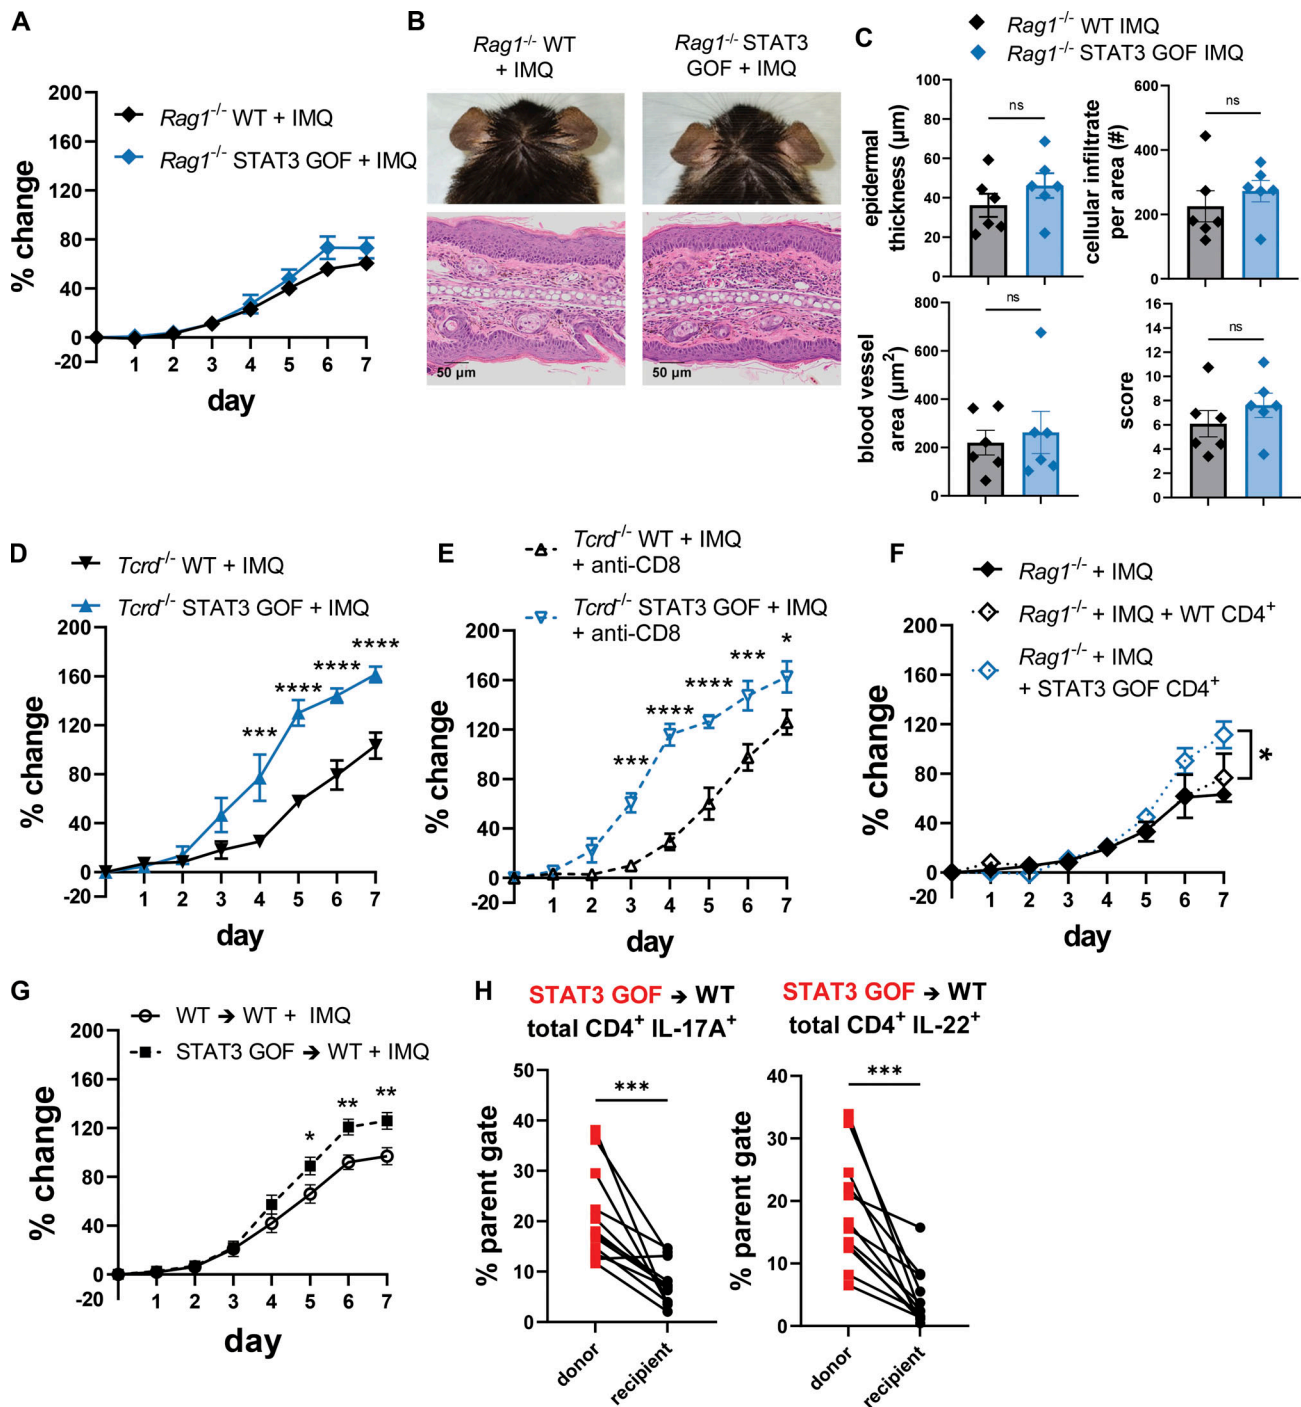 A
Rag1-/- WT + IMQ
Rag1-/- STAT3 GOF + IMQ
% change
200
160
120
80
40
0
-20
1 2 3 4 5 6 7
day
B
Rag1-/- WT
+ IMQ
Rag1-/- STAT3
GOF + IMQ
50 µm
50 µm
C
Rag1-/- WT IMQ
Rag1-/- STAT3 GOF IMQ
epidermal
thickness (µm)
100
80
60
40
20
0
ns
cellular infiltrate
per area (#)
600
400
200
0
ns
blood vessel
area (µm²)
800
600
400
200
0
ns
score
16
14
12
10
8
6
4
2
0
ns
D
Tcrd-/- WT + IMQ
Tcrd-/- STAT3 GOF + IMQ
% change
200
160
120
80
40
0
-20
*** **** **** ****
1 2 3 4 5 6 7
day
E
Tcrd-/- WT + IMQ
+ anti-CD8
Tcrd-/- STAT3 GOF + IMQ
+ anti-CD8
% change
200
160
120
80
40
0
-20
*** **** **** *** *
1 2 3 4 5 6 7
day
F
Rag1-/- + IMQ
Rag1-/- + IMQ + WT CD4+
Rag1-/- + IMQ
+ STAT3 GOF CD4+
% change
200
160
120
80
40
0
-20
*
1 2 3 4 5 6 7
day
G
WT ➔ WT + IMQ
STAT3 GOF ➔ WT + IMQ
% change
200
160
120
80
40
0
-20
* ** **
1 2 3 4 5 6 7
day
H
STAT3 GOF ➔ WT
total CD4+ IL-17A+
% parent gate
50
40
30
20
10
0
***
donor
recipient
STAT3 GOF ➔ WT
total CD4+ IL-22+
% parent gate
40
30
20
10
0
***
donor
recipient